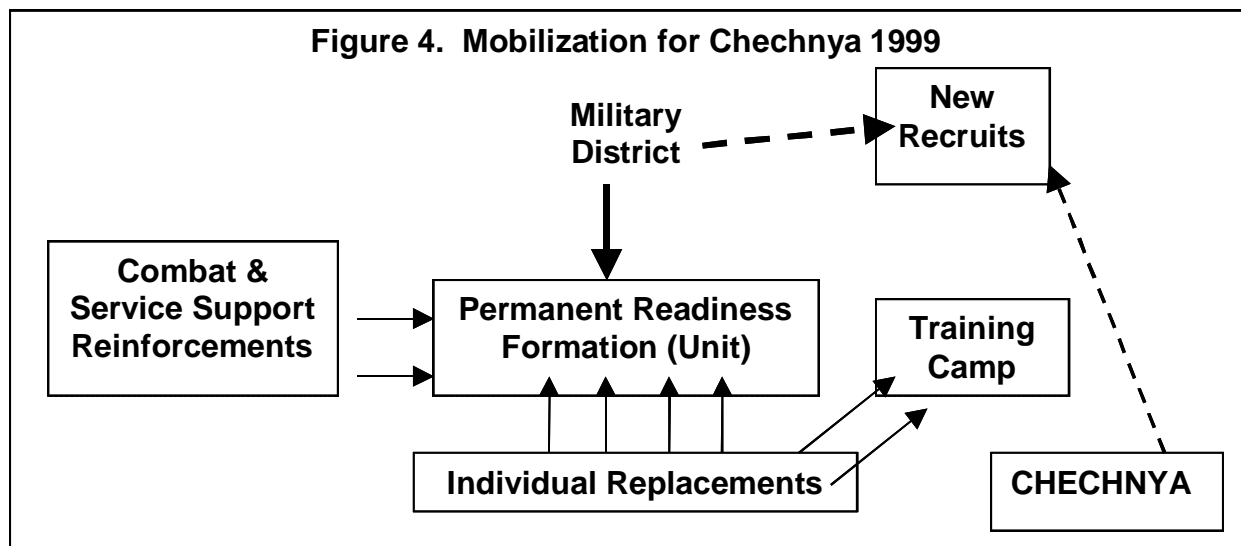 Figure 4. Mobilization for Chechnya 1999
Military
District
New
Recruits
Combat &
Service Support
Reinforcements
Permanent Readiness
Formation (Unit)
Training
Camp
Individual Replacements
CHECHNYA